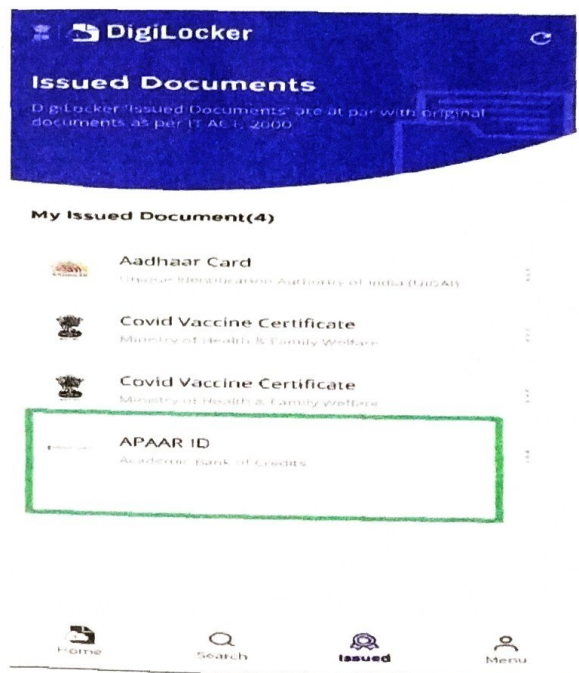 DigiLocker
Issued Documents
DigiLocker 'Issued Documents' are at par with original
documents as per IT ACT, 2000
My Issued Document(4)
Aadhaar Card
Unique Identification Authority of India (UIDAI)
Covid Vaccine Certificate
Ministry of Health & Family Welfare
Covid Vaccine Certificate
Ministry of Health & Family Welfare
APAAR ID
Academic Bank of Credits
Home
Search
Issued
Menu